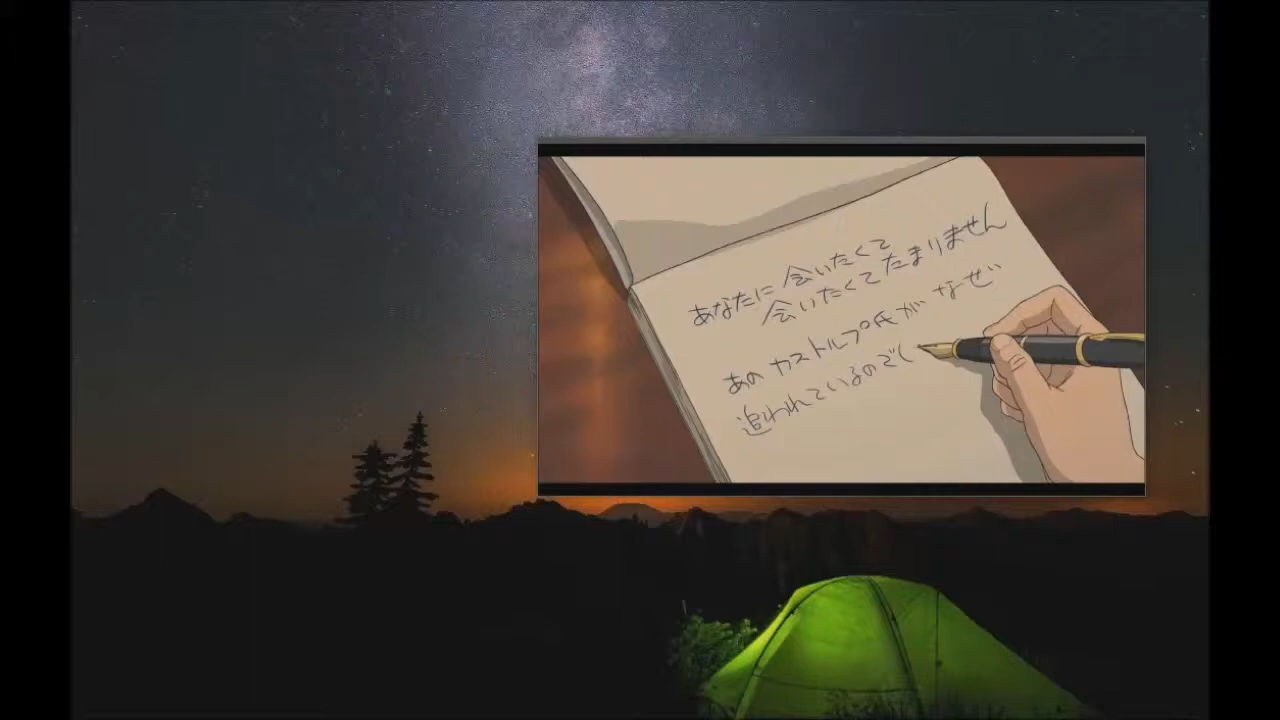 あなたに会いたくて
会いたくてたまりません
あのカストルプ氏がなぜ
追われているのでし